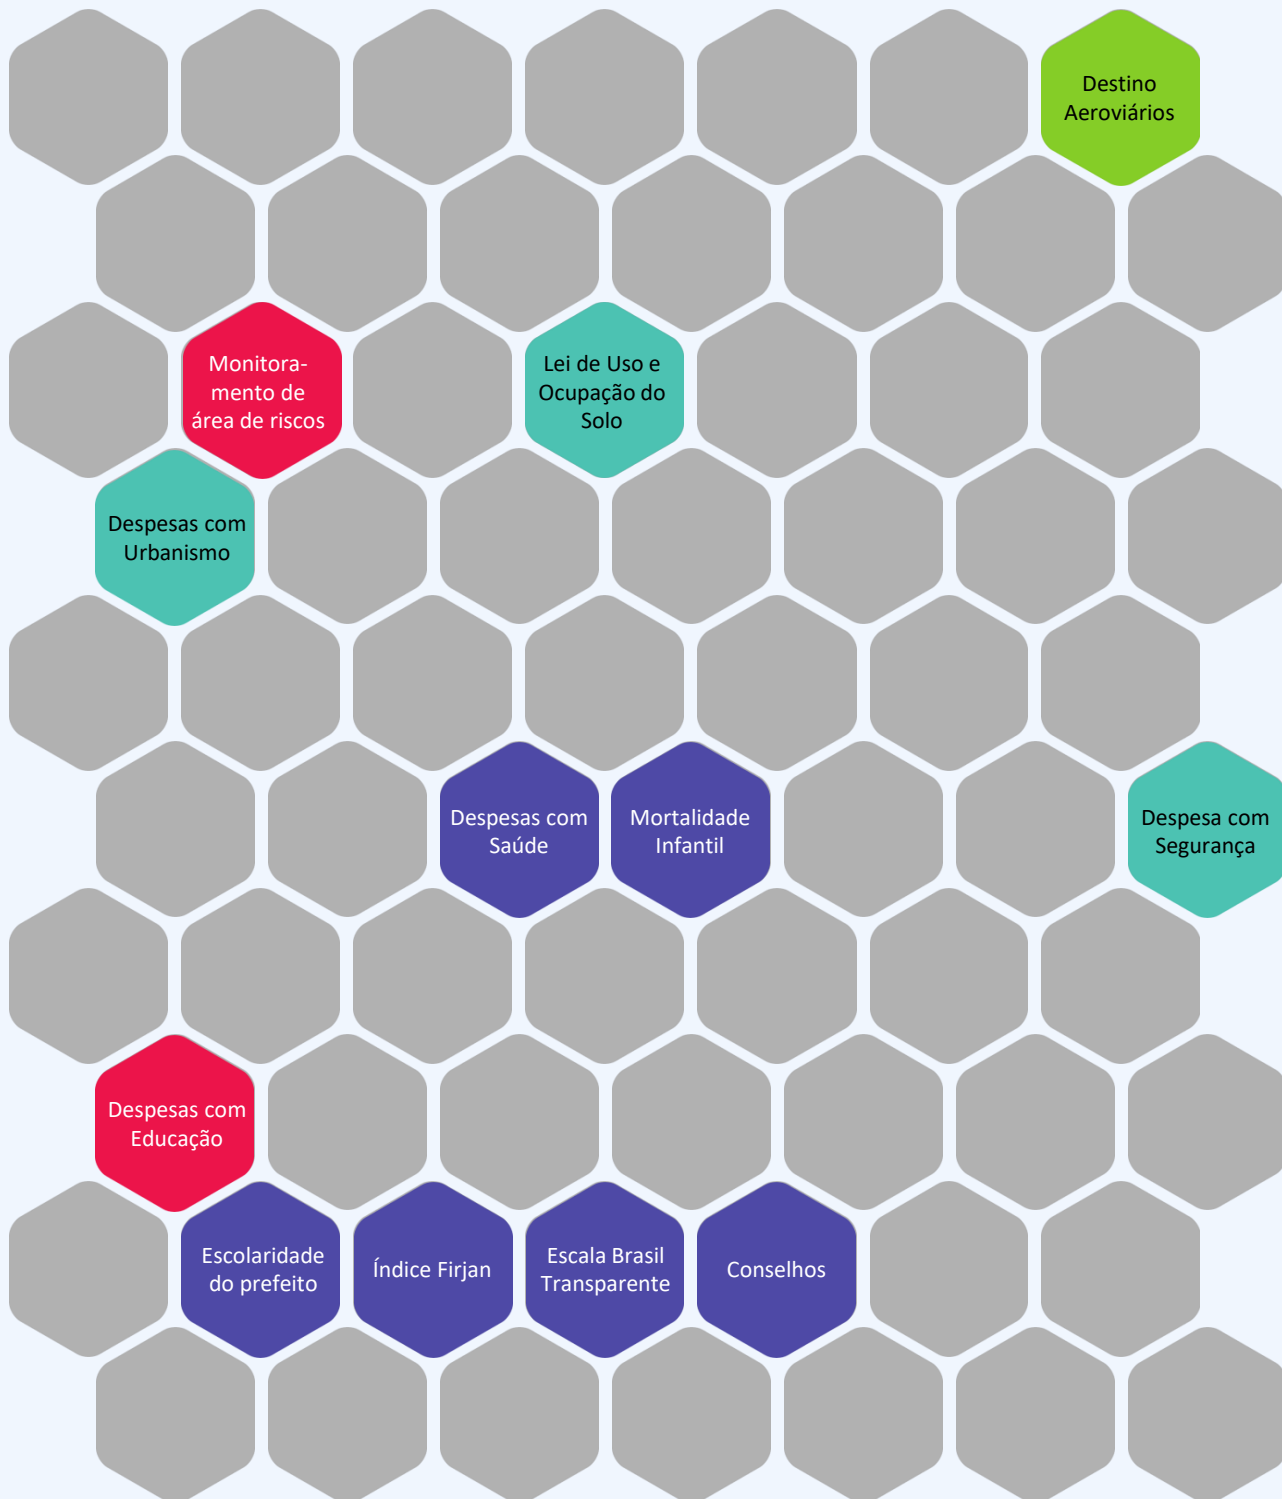 Destino
Aeroviários
Monitora-
mento de
área de riscos
Lei de Uso e
Ocupação do
Solo
Despesas com
Urbanismo
Despesas com
Saúde
Mortalidade
Infantil
Despesa com
Segurança
Despesas com
Educação
Escolaridade
do prefeito
Índice Firjan
Escala Brasil
Transparente
Conselhos